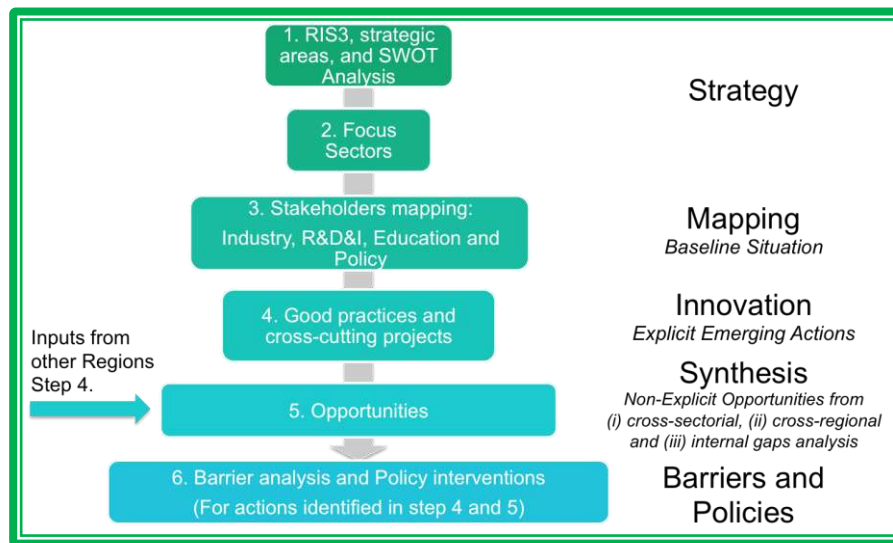 1. RIS3, strategic
areas, and SWOT
Analysis
Strategy
2. Focus
Sectors
3. Stakeholders mapping:
Industry, R&D&I, Education and
Policy
Mapping
Baseline Situation
4. Good practices and
cross-cutting projects
Innovation
Explicit Emerging Actions
Inputs from
other Regions
Step 4.
5. Opportunities
Synthesis
Non-Explicit Opportunities from
(i) cross-sectorial, (ii) cross-regional
and (iii) internal gaps analysis
6. Barrier analysis and Policy interventions
(For actions identified in step 4 and 5)
Barriers and
Policies